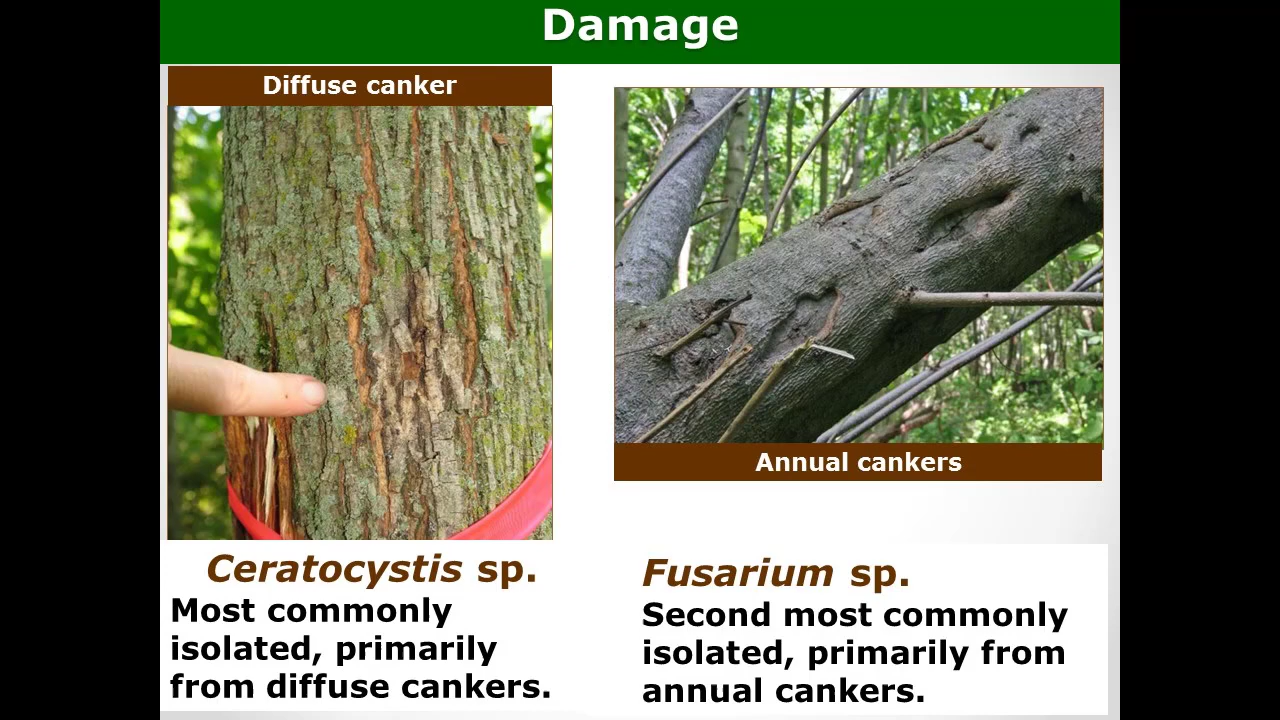 Damage
Diffuse canker
Ceratocystis sp.
Most commonly
isolated, primarily
from diffuse cankers.
Annual cankers
Fusarium sp.
Second most commonly
isolated, primarily from
annual cankers.